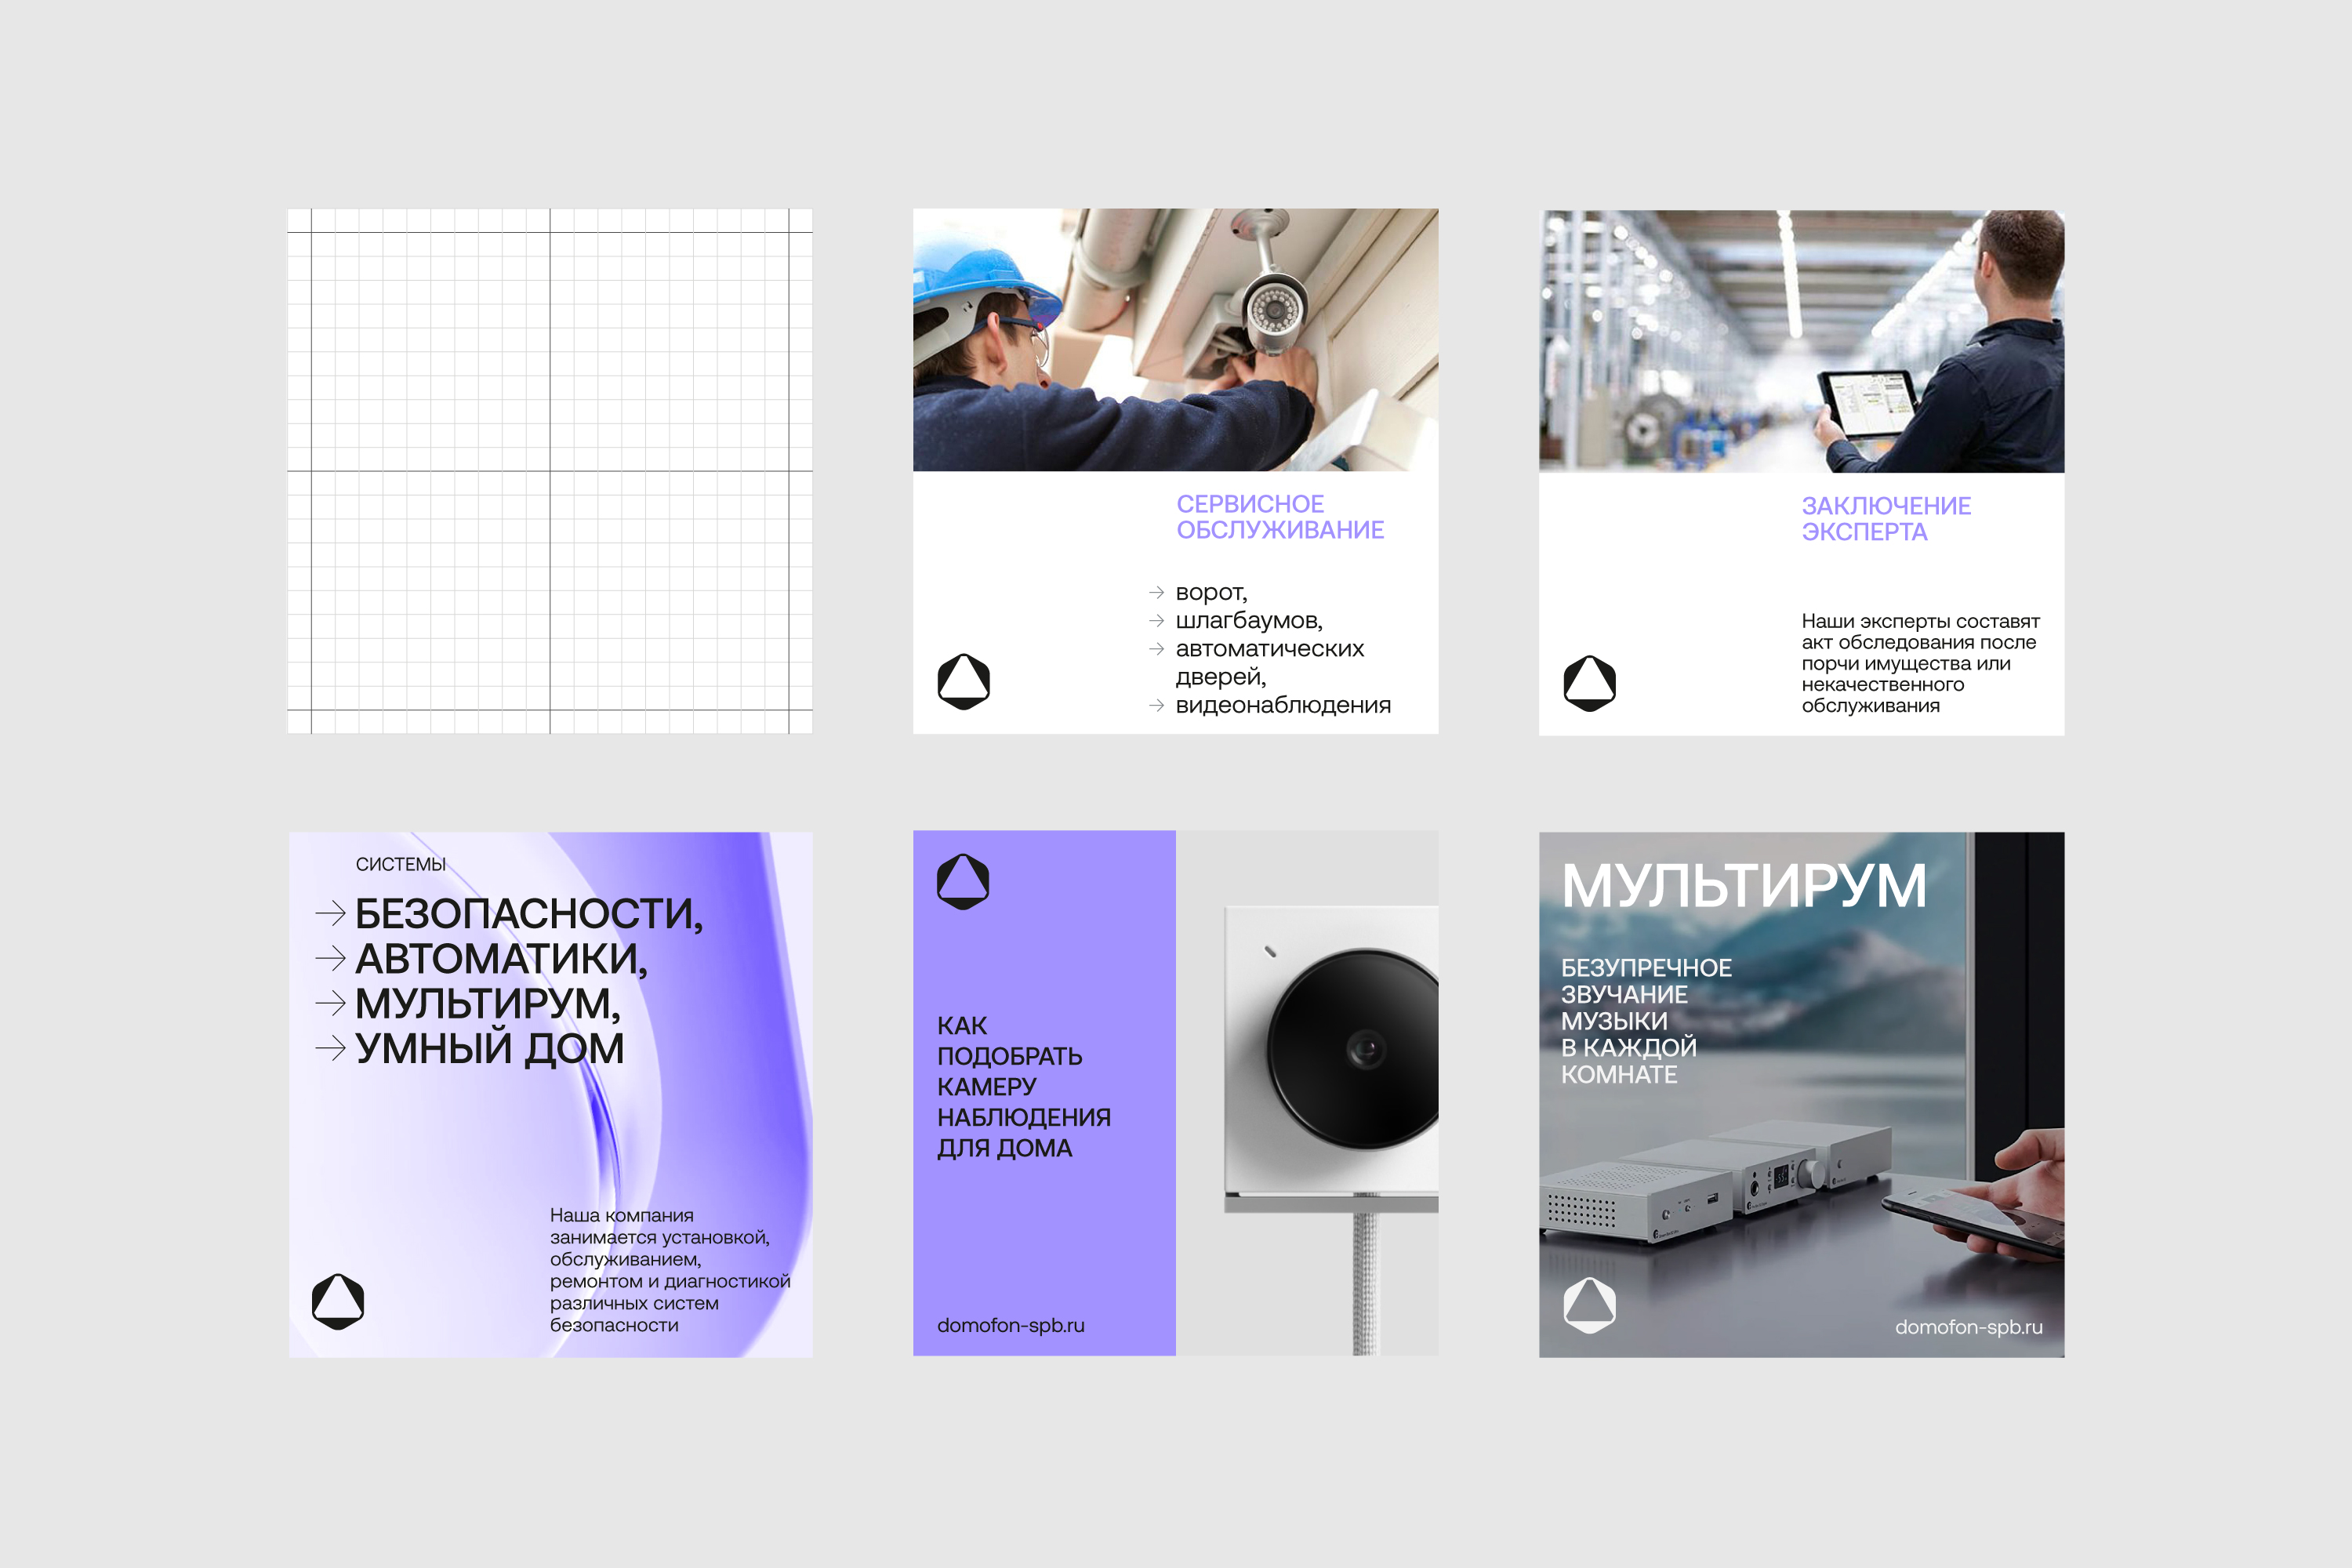 СЕРВИСНОЕ
ОБСЛУЖИВАНИЕ
→ ворот,
→ шлагбаумов,
→ автоматических
дверей,
→ видеонаблюдения
ЗАКЛЮЧЕНИЕ
ЭКСПЕРТА
Наши эксперты составят
акт обследования после
порчи имущества или
некачественного
обслуживания
СИСТЕМЫ
→ БЕЗОПАСНОСТИ,
→ АВТОМАТИКИ,
→ МУЛЬТИРУМ,
→ УМНЫЙ ДОМ
Наша компания
занимается установкой,
обслуживанием,
ремонтом и диагностикой
различных систем
безопасности
КАК
ПОДОБРАТЬ
КАМЕРУ
НАБЛЮДЕНИЯ
ДЛЯ ДОМА
domofon-spb.ru
МУЛЬТИРУМ
БЕЗУПРЕЧНОЕ
ЗВУЧАНИЕ
МУЗЫКИ
В КАЖДОЙ
КОМНАТЕ
domofon-spb.ru